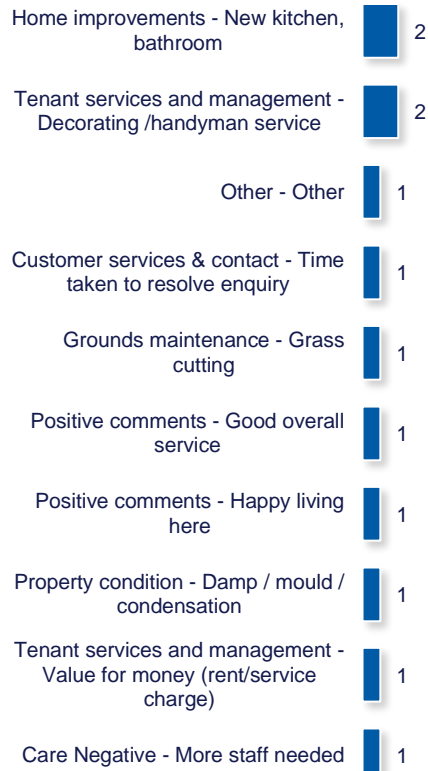 Home improvements - New kitchen,
bathroom
2
Tenant services and management -
Decorating /handyman service
2
Other - Other
1
Customer services & contact - Time
taken to resolve enquiry
1
Grounds maintenance - Grass
cutting
1
Positive comments - Good overall
service
1
Positive comments - Happy living
here
1
Property condition - Damp / mould /
condensation
1
Tenant services and management -
Value for money (rent/service
charge)
1
Care Negative - More staff needed
1